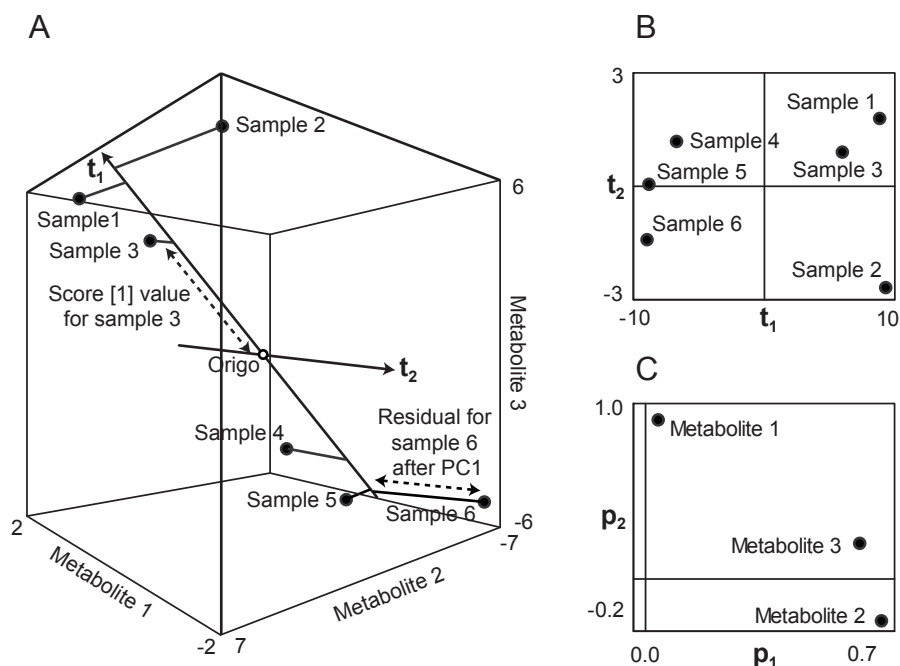 A
Sample 2
t1
Sample1
Sample 3
Score [1] value
for sample 3
Origo
t2
6
Metabolite 3
Residual for
sample 6
after PC1
Sample 4
Sample 5
Sample 6
-6
-7
2
Metabolite 1
Metabolite 2
-2
7
B
3
Sample 1
Sample 4
Sample 3
t2
Sample 5
Sample 6
Sample 2
-3
-10
t1
10
C
1.0
Metabolite 1
p2
Metabolite 3
-0.2
Metabolite 2
0.0
p1
0.7